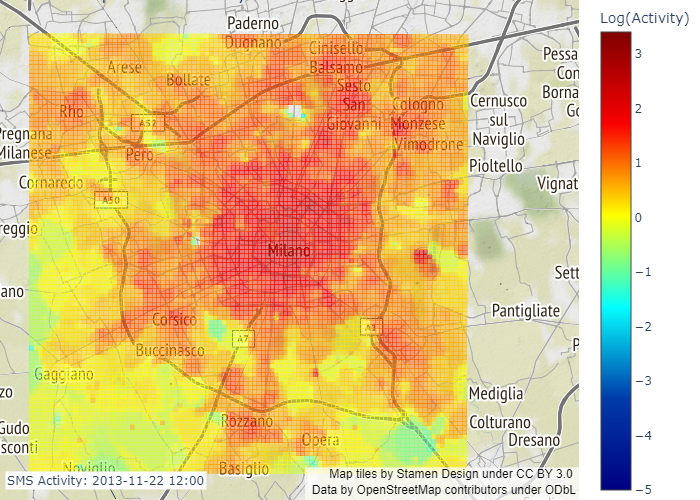 Log(Activity)
Paderno
Dugnano
Cinisello
Balsamo
Arese
Bollate
Sesto
San
Giovanni
Cologno
Monzese
Vimodrone
Rho
A52
Pero
Pregnana
Milanese
Cornaredo
A50
Cernusco
sul
Naviglio
Pioltello
Pessa
Con
Borna
Go
Vignat
reggio
Milano
Sett
ano
Pantigliate
Corsico
A7
A1
Buccinasco
P
Gaggiano
zo
Mediglia
Gudo
sconti
Rozzano
Opera
Colturano
Dresano
Noviglio
Basiglio
3
2
1
0
−1
−2
−3
−4
−5
SMS Activity: 2013-11-22 12:00
Map tiles by Stamen Design under CC BY 3.0
Data by OpenStreetMap contributors under ODbL